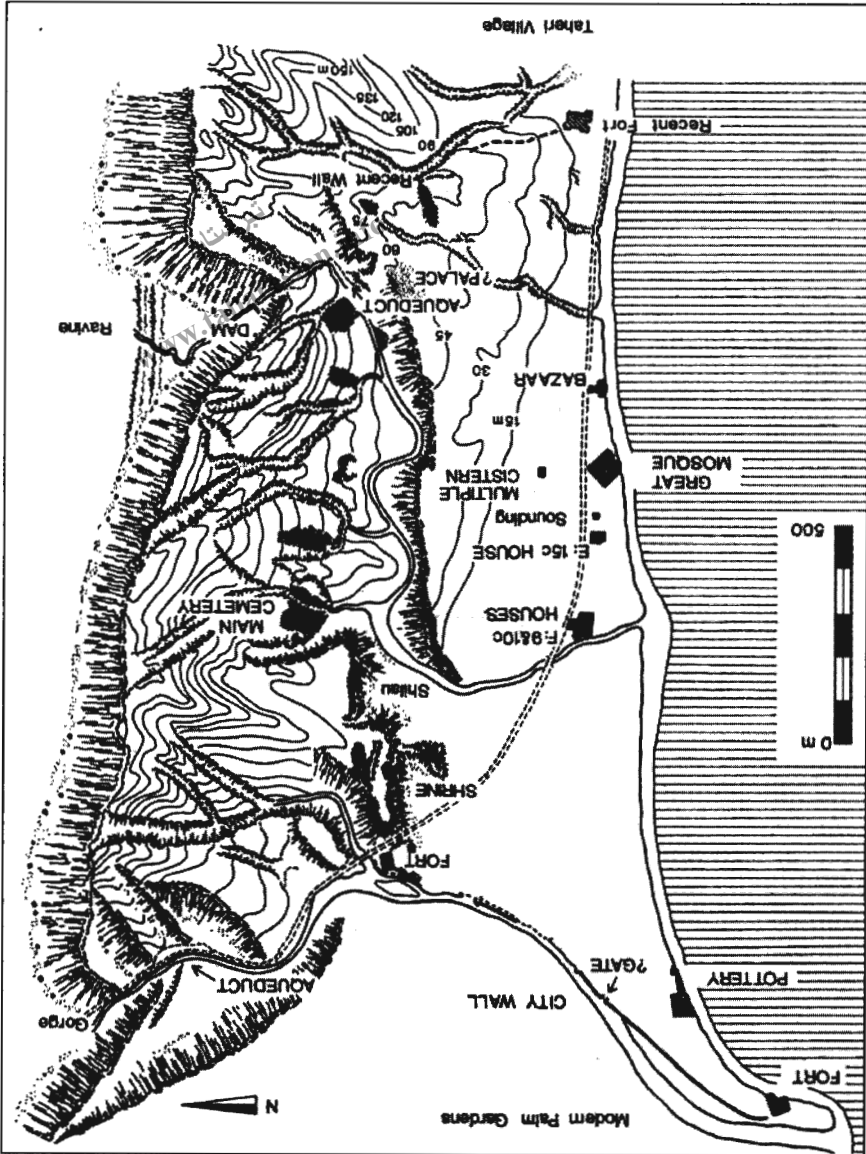 Modern Palm Gardens
N
FORT
Gorge
CITY WALL
?GATE
AQUEDUCT
POTTERY
FORT
SHRINE
0 m
500
Shilau
F: 9&10c
HOUSES
MAIN
CEMETERY
E: 15c HOUSE
Sounding
MULTIPLE
CISTERN
GREAT
MOSQUE
15m
30
45
BAZAAR
DAM
Ravine
AQUEDUCT
?PALACE
60
75
Recent Wall
Recent Fort
90
105
120
135
150m
Taheri Village